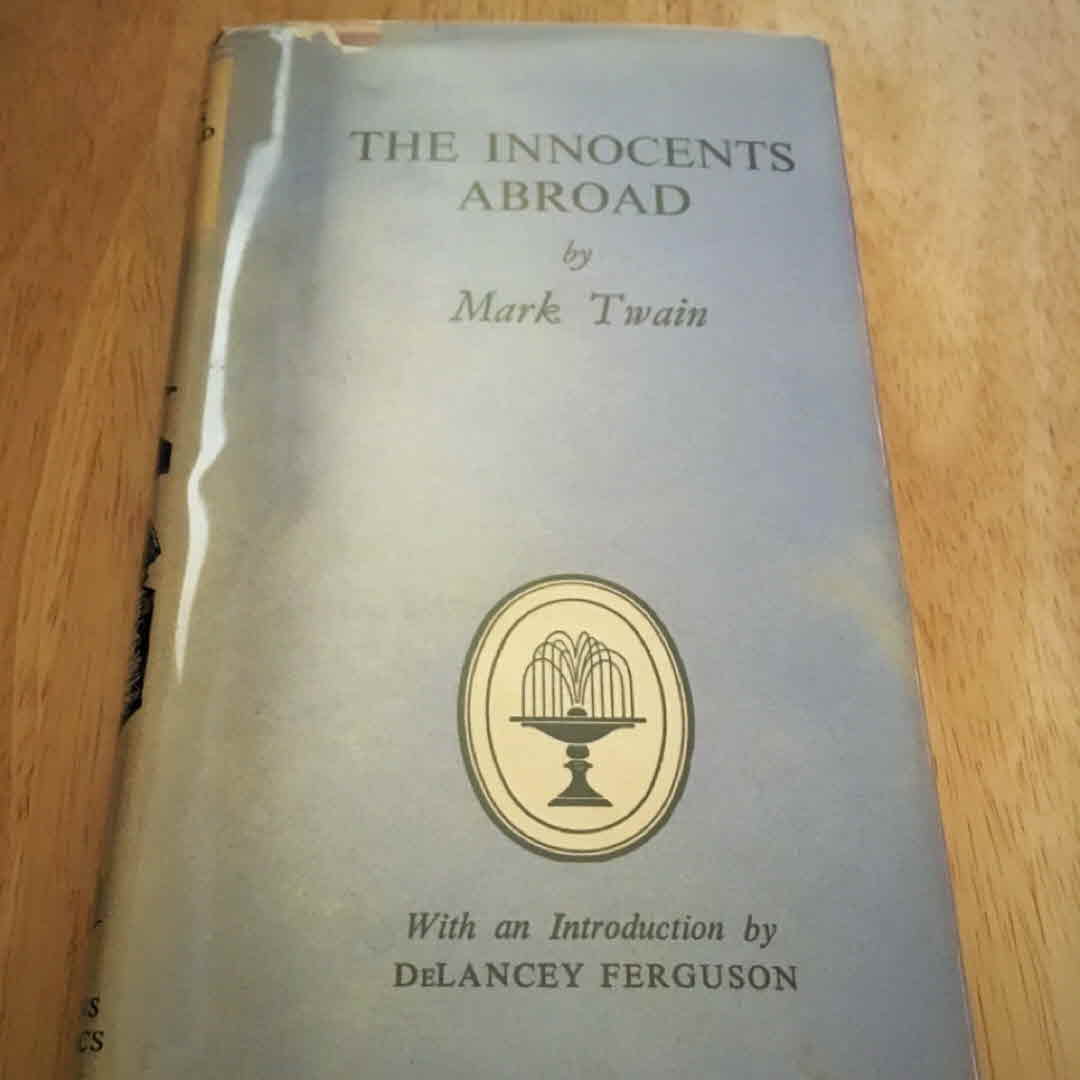 THE INNOCENTS
ABROAD
by
Mark Twain
With an Introduction by
DELANCEY FERGUSON